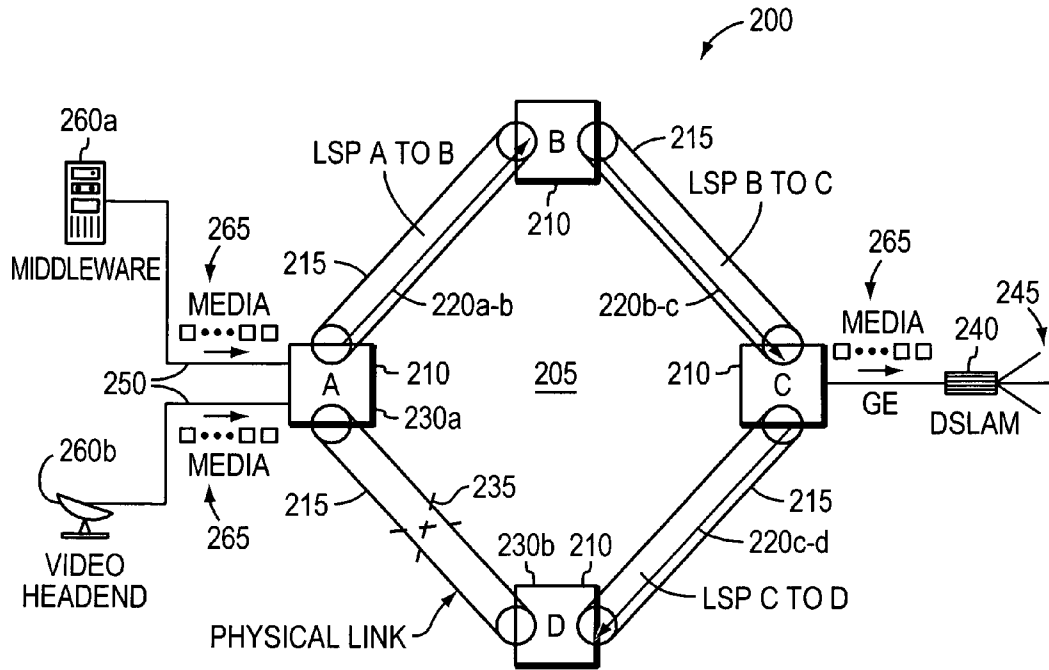 200
260a
MIDDLEWARE
265
MEDIA
250
MEDIA
265
260b
VIDEO
HEADEND
LSP A TO B
215
220a-b
B
210
215
LSP B TO C
220b-c
A
210
230a
205
210
C
265
MEDIA
GE
240
DSLAM
245
215
235
PHYSICAL LINK
230b
210
D
215
220c-d
LSP C TO D